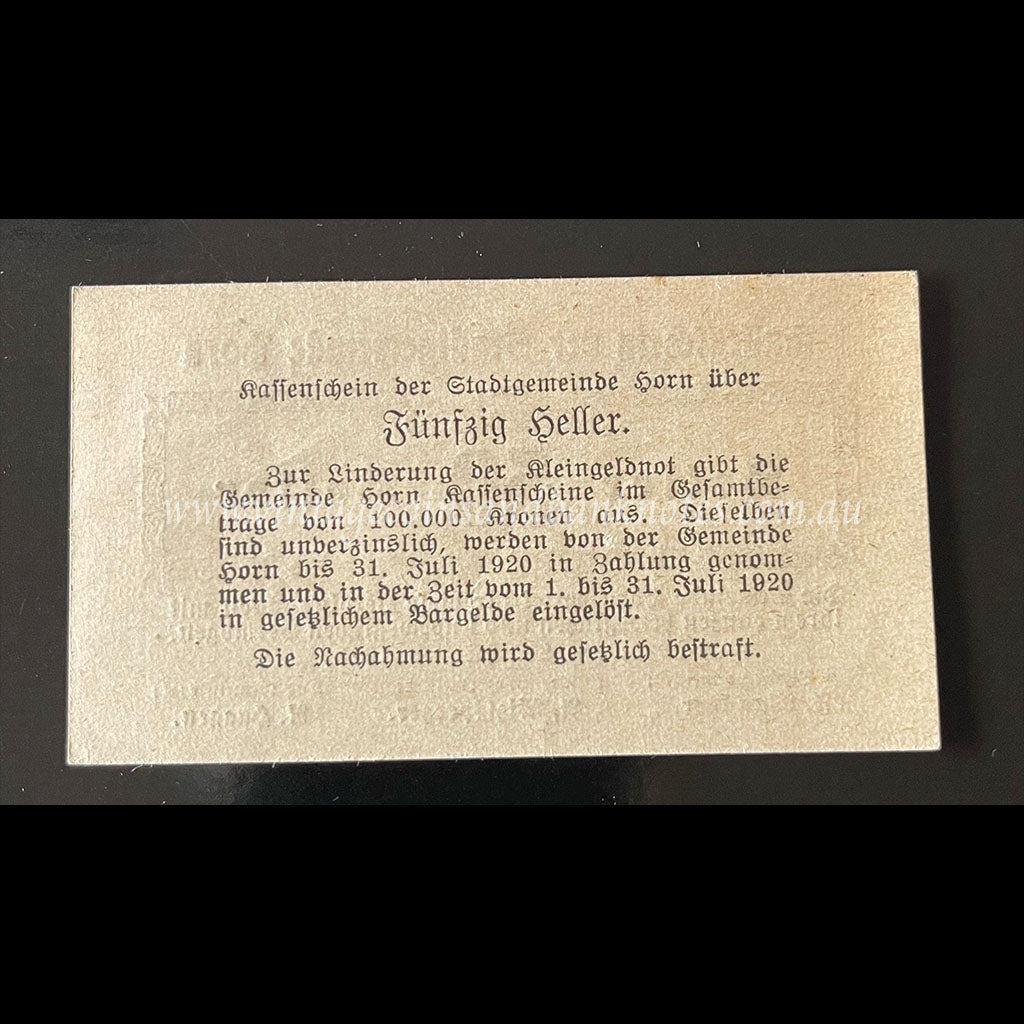 Kassenschein der Stadtgemeinde Horn über
Fünfzig Heller.
Zur Linderung der Kleingeldnot gibt die
Gemeinde Horn Kassenscheine im Gesamtbe-
trage von 100.000 Kronen aus. Dieselben
sind unverzinslich, werden von der Gemeinde
Horn bis 31. Juli 1920 in Zahlung genom-
men und in der Zeit vom 1. bis 31. Juli 1920
in gesetzlichem Bargelde eingelöst.
Die Nachahmung wird gesetzlich bestraft.